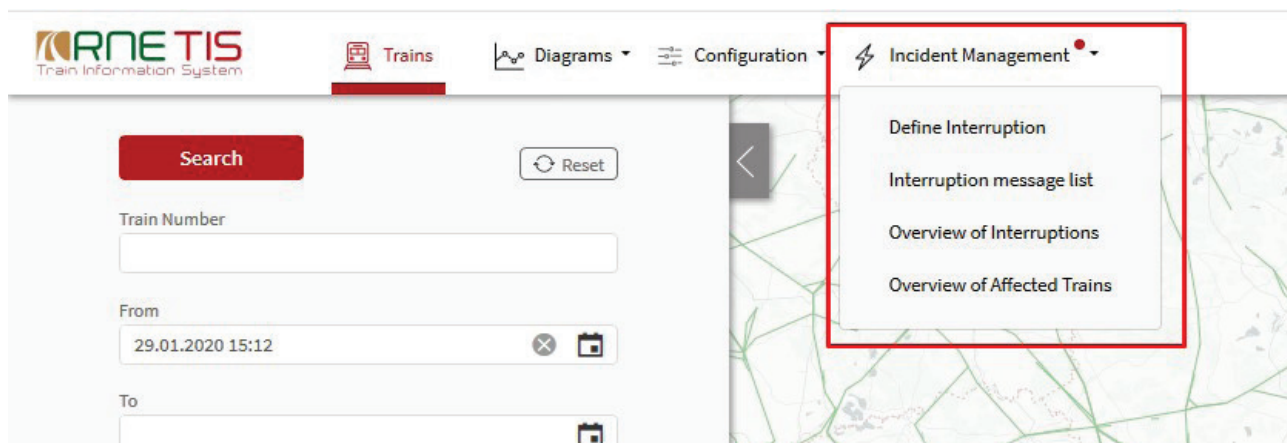 RNE TIS
Train Information System
Trains
Diagrams
Configuration
Incident Management
Define Interruption
Interruption message list
Overview of Interruptions
Overview of Affected Trains
Search
Reset
Train Number
From
29.01.2020 15:12
To